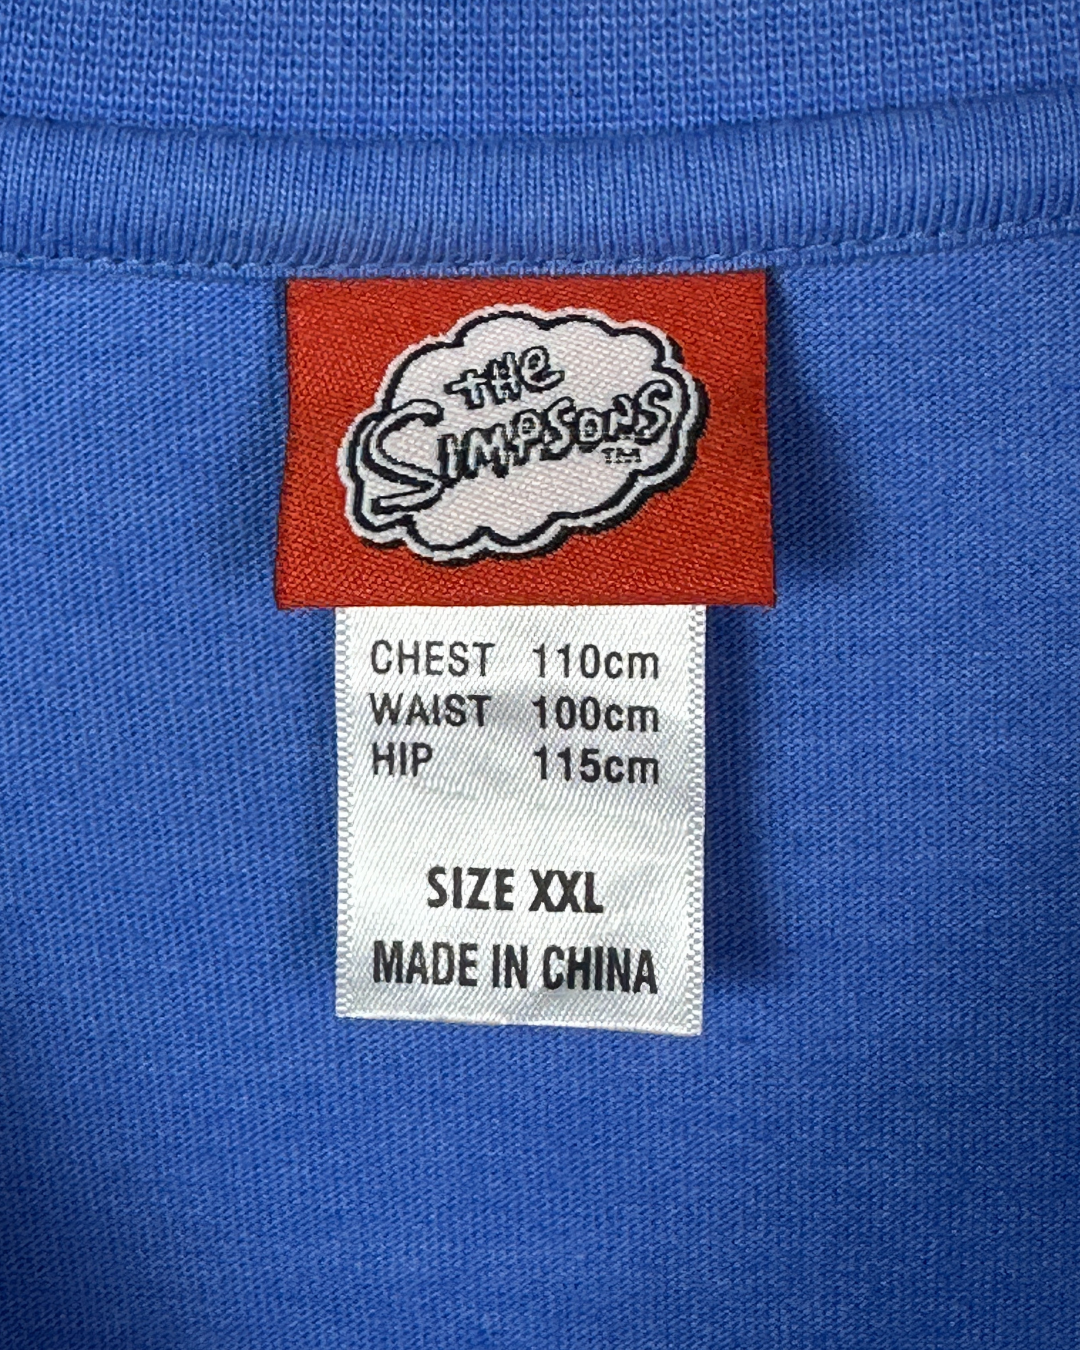 THE
SIMPSONS
TM
CHEST 110cm
WAIST 100cm
HIP 115cm
SIZE XXL
MADE IN CHINA